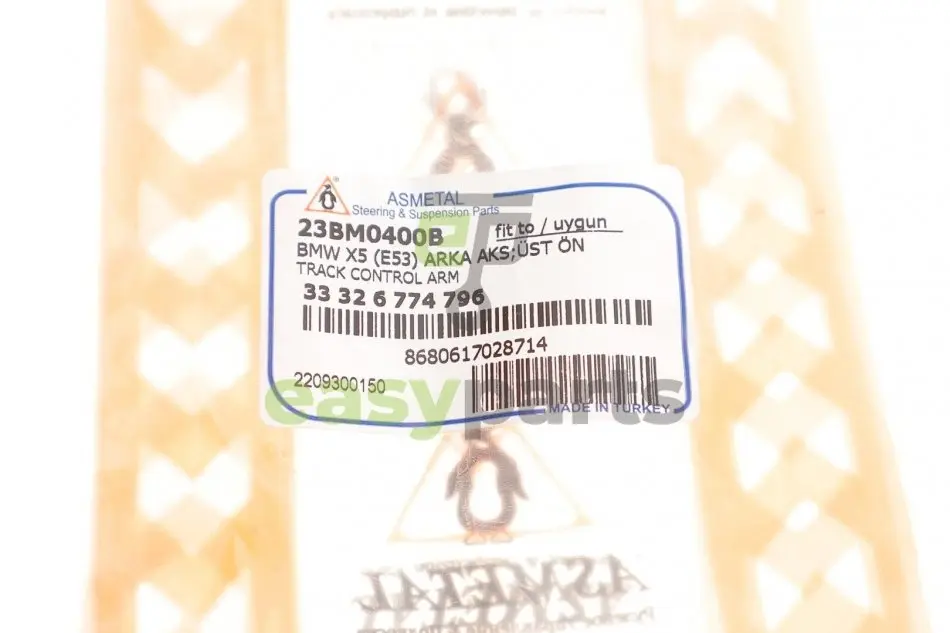 ASMETAL
Steering & Suspension Parts
23BM0400B fit to / uygun
BMW X5 (E53) ARKA AKS;ÜST ÖN
TRACK CONTROL ARM
33 32 6 774 796
8680617028714
2209300150
MADE IN TURKEY
easyparts
ASMETAL